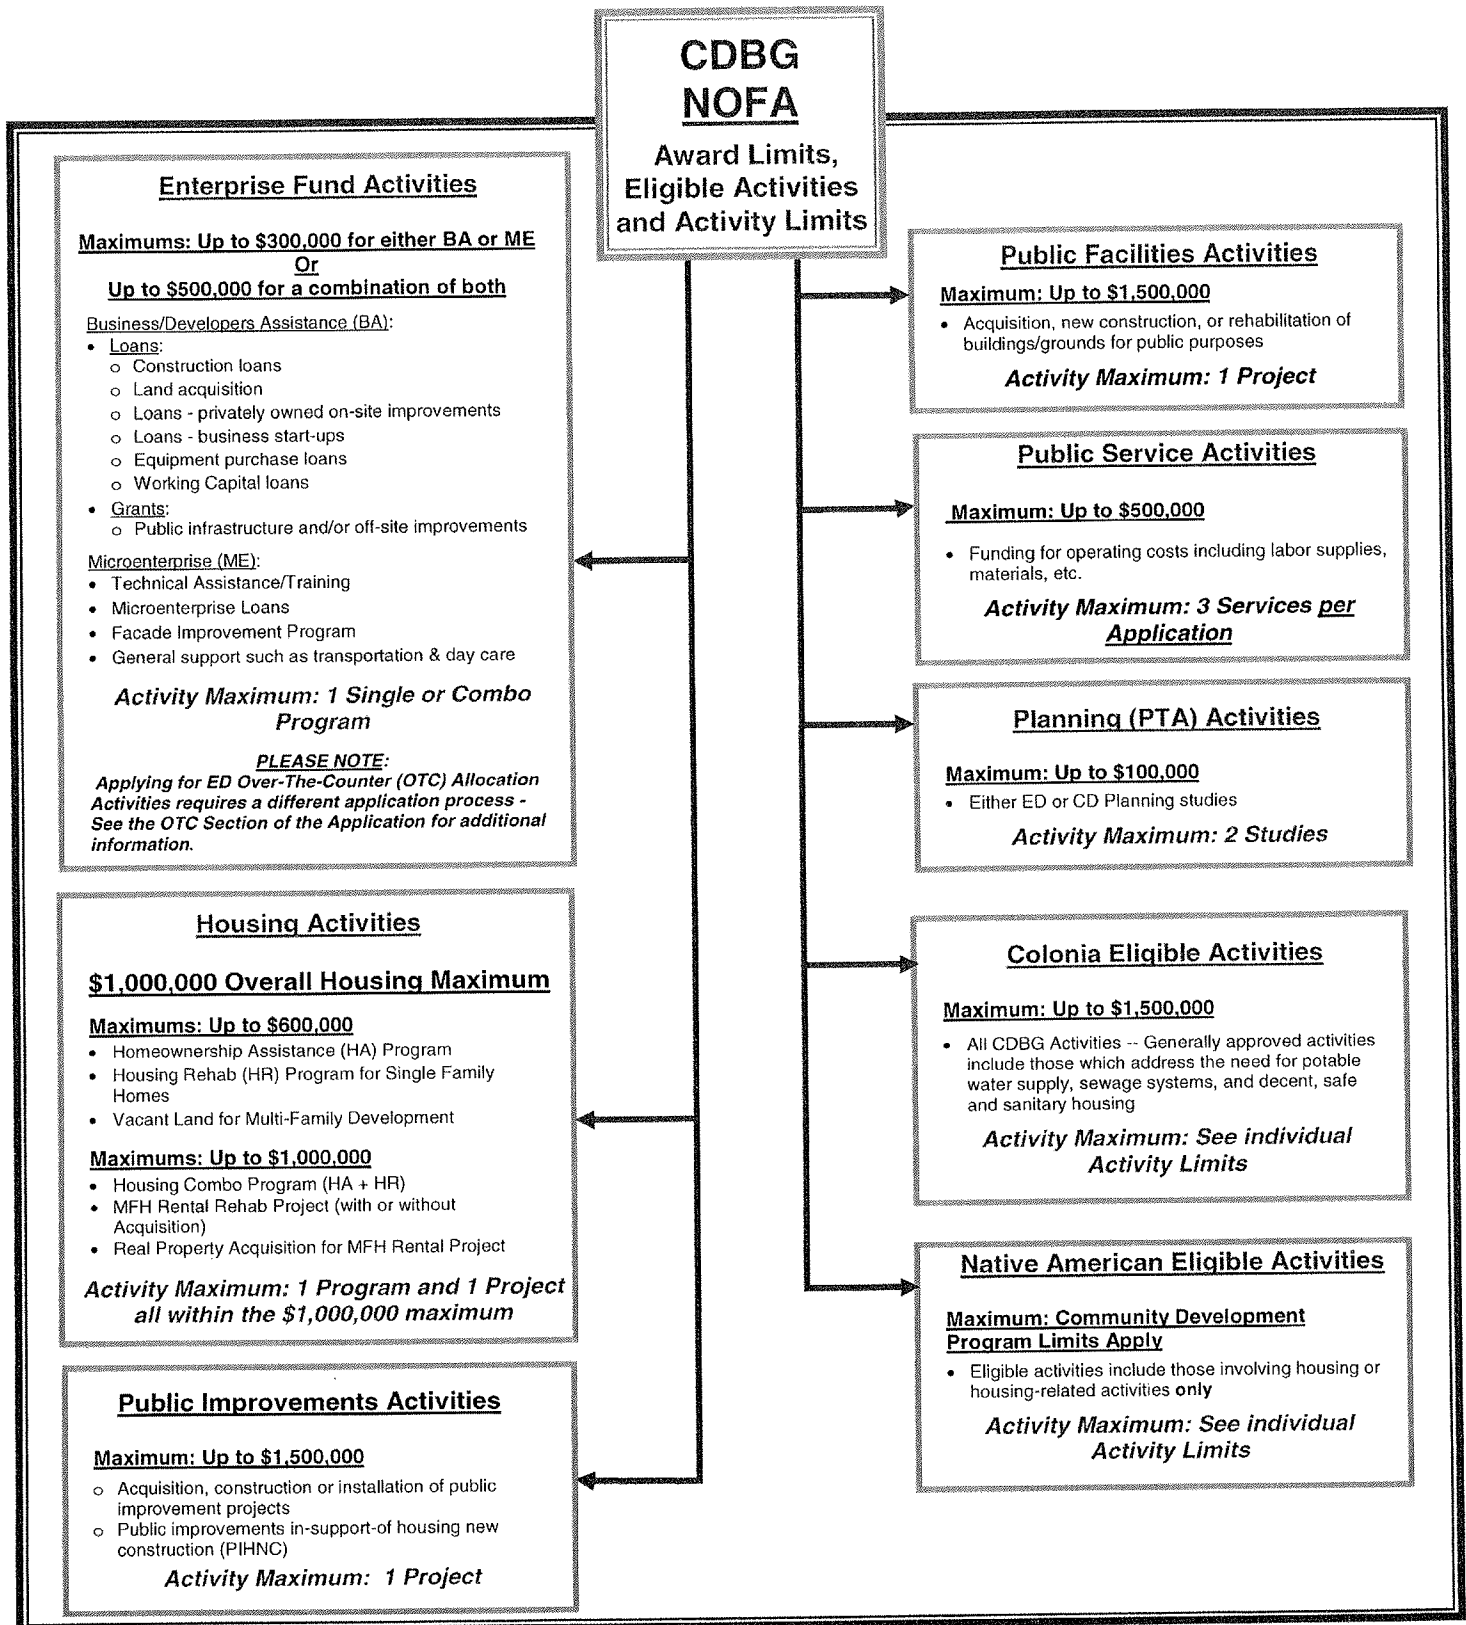 CDBG
NOFA
Award Limits,
Eligible Activities
and Activity Limits
Enterprise Fund Activities
Maximums: Up to $300,000 for either BA or ME
Or
Up to $500,000 for a combination of both
Business/Developers Assistance (BA):
• Loans:
o Construction loans
o Land acquisition
o Loans - privately owned on-site improvements
o Loans - business start-ups
o Equipment purchase loans
o Working Capital loans
• Grants:
o Public infrastructure and/or off-site improvements
Microenterprise (ME):
• Technical Assistance/Training
• Microenterprise Loans
• Facade Improvement Program
• General support such as transportation & day care
Activity Maximum: 1 Single or Combo
Program
PLEASE NOTE:
Applying for ED Over-The-Counter (OTC) Allocation
Activities requires a different application process -
See the OTC Section of the Application for additional
information.
Housing Activities
$1,000,000 Overall Housing Maximum
Maximums: Up to $600,000
• Homeownership Assistance (HA) Program
• Housing Rehab (HR) Program for Single Family
Homes
• Vacant Land for Multi-Family Development
Maximums: Up to $1,000,000
• Housing Combo Program (HA + HR)
• MFH Rental Rehab Project (with or without
Acquisition)
• Real Property Acquisition for MFH Rental Project
Activity Maximum: 1 Program and 1 Project
all within the $1,000,000 maximum
Public Improvements Activities
Maximum: Up to $1,500,000
o Acquisition, construction or installation of public
improvement projects
o Public improvements in-support-of housing new
construction (PIHNC)
Activity Maximum: 1 Project
Public Facilities Activities
Maximum: Up to $1,500,000
• Acquisition, new construction, or rehabilitation of
buildings/grounds for public purposes
Activity Maximum: 1 Project
Public Service Activities
Maximum: Up to $500,000
• Funding for operating costs including labor supplies,
materials, etc.
Activity Maximum: 3 Services per
Application
Planning (PTA) Activities
Maximum: Up to $100,000
• Either ED or CD Planning studies
Activity Maximum: 2 Studies
Colonia Eligible Activities
Maximum: Up to $1,500,000
• All CDBG Activities -- Generally approved activities
include those which address the need for potable
water supply, sewage systems, and decent, safe
and sanitary housing
Activity Maximum: See individual
Activity Limits
Native American Eligible Activities
Maximum: Community Development
Program Limits Apply
• Eligible activities include those involving housing or
housing-related activities only
Activity Maximum: See individual
Activity Limits